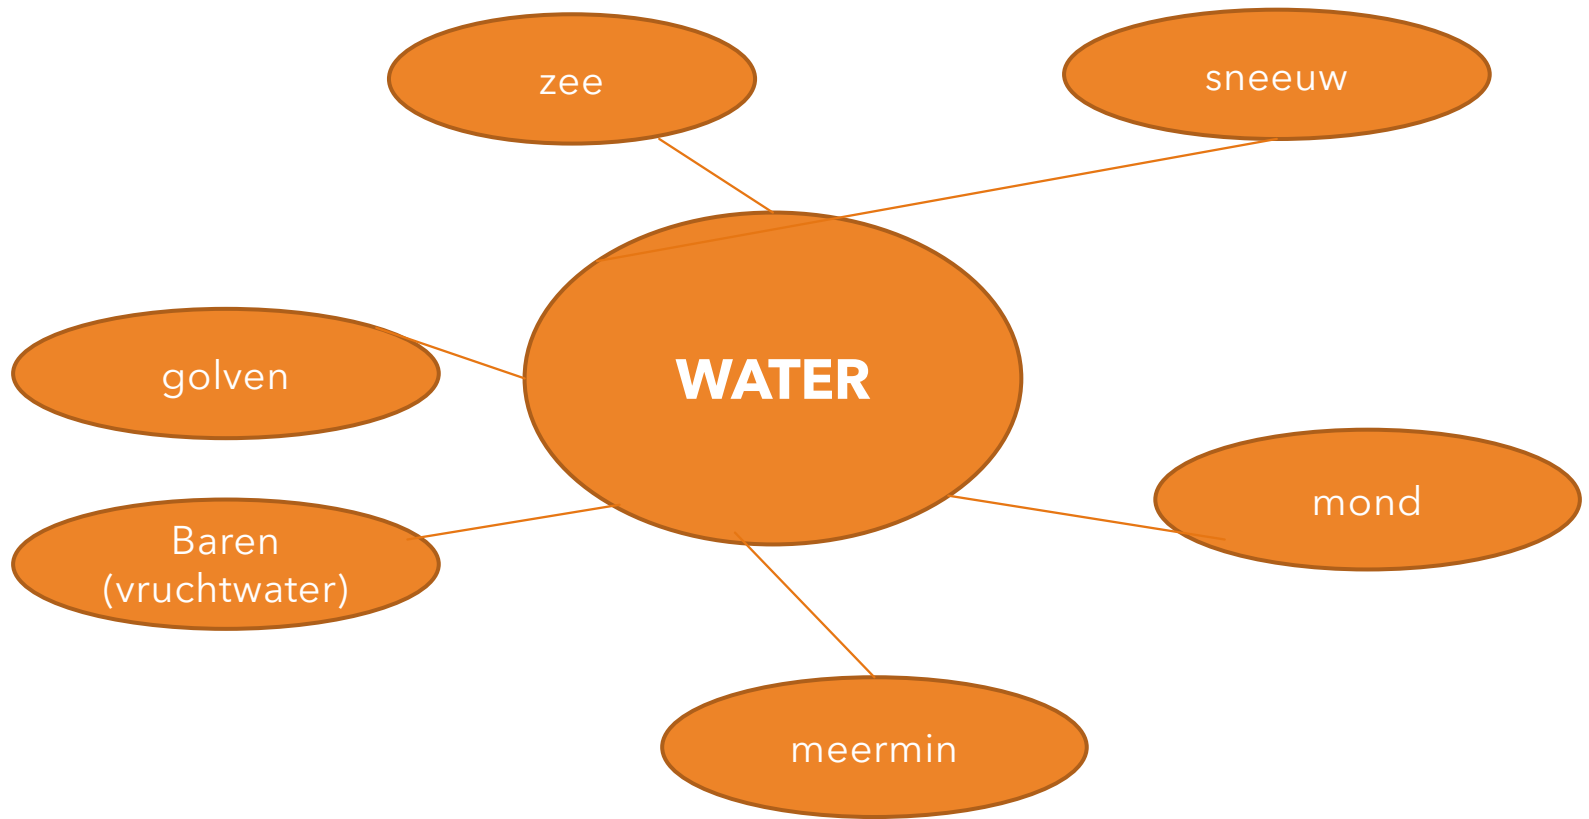 zee
sneeuw
golven
WATER
mond
Baren
(vruchtwater)
meermin